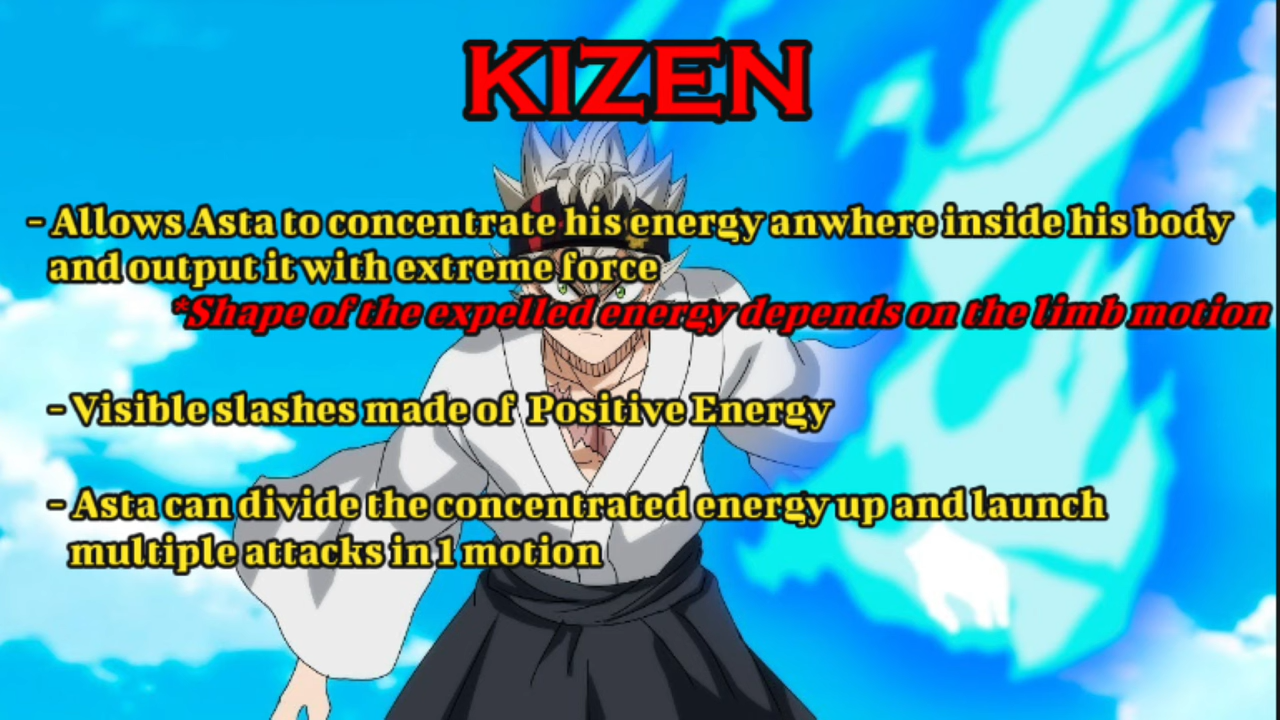 KIZEN
- Allows Asta to concentrate his energy anwhere inside his body
and output it with extreme force
*Shape of the expelled energy depends on the limb motion
- Visible slashes made of Positive Energy
- Asta can divide the concentrated energy up and launch
multiple attacks in 1 motion